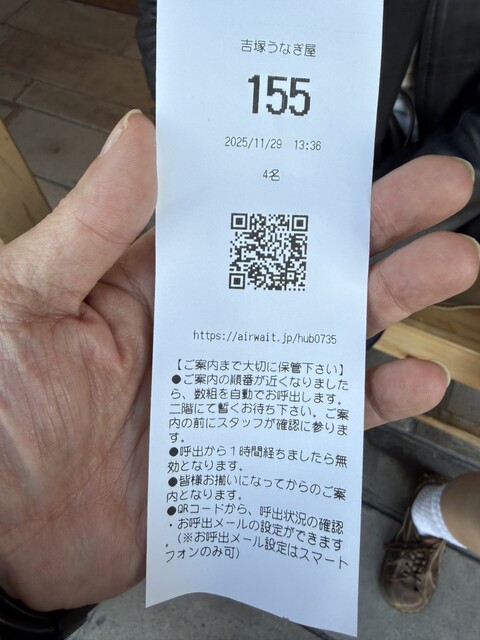 吉塚うなぎ屋
155
2025/11/29 13:36
4名
https://airwait.jp/hub0735
【ご案内まで大切に保管下さい】
●ご案内の順番が近くなりました
ら、数組を自動でお呼出します。
二階にて暫くお待ち下さい。ご案
内の前にスタッフが確認に参りま
す。
●呼出から１時間経ちましたら無
効となります。
●皆様お揃いになってからのご案
内となります。
●QRコードから、呼出状況の確認
・お呼出メールの設定ができます
。（※お呼出メール設定はスマート
フォンのみ可）